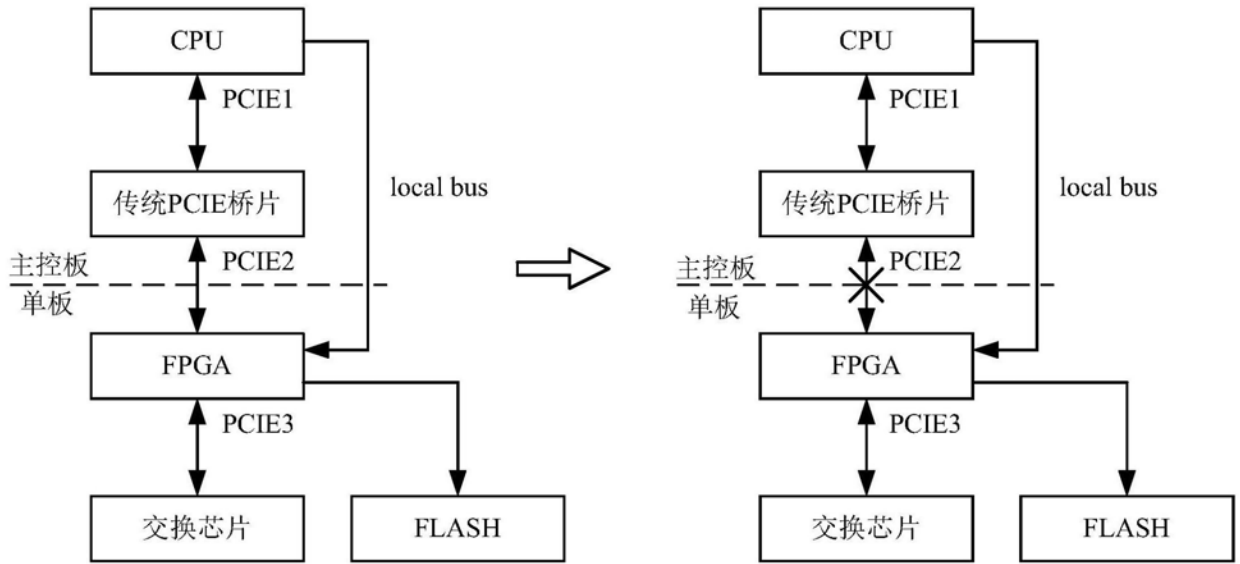 CPU
PCIE1
传统PCIE桥片
local bus
PCIE2
主控板
单板
FPGA
PCIE3
交换芯片
FLASH
CPU
PCIE1
传统PCIE桥片
local bus
PCIE2
主控板
单板
FPGA
PCIE3
交换芯片
FLASH